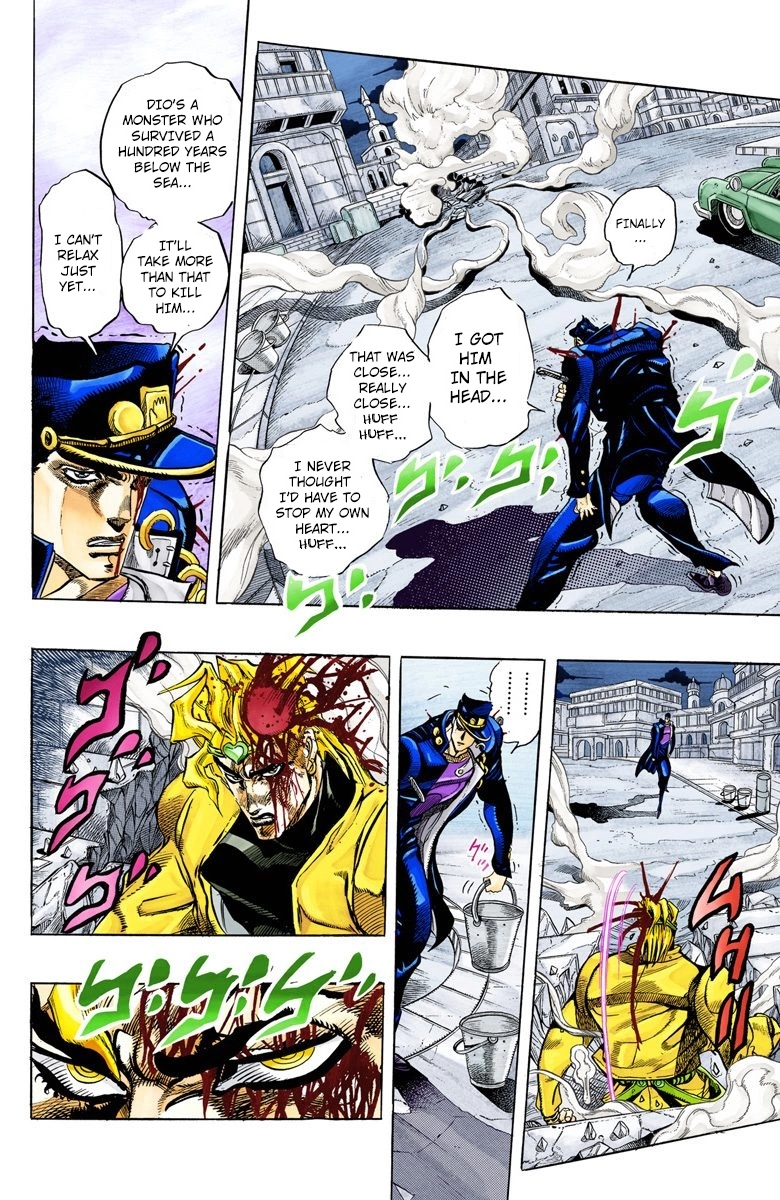 FINALLY
...
I GOT
HIM
IN THE
HEAD...
THAT WAS
CLOSE...
REALLY
CLOSE...
HUFF
HUFF...
I NEVER
THOUGHT
I'D HAVE TO
STOP MY OWN
HEART...
HUFF...
DIO'S A
MONSTER WHO
SURVIVED A
HUNDRED YEARS
BELOW THE
SEA...
IT'LL
TAKE MORE
THAN THAT
TO KILL
HIM...
I CAN'T
RELAX
JUST
YET...